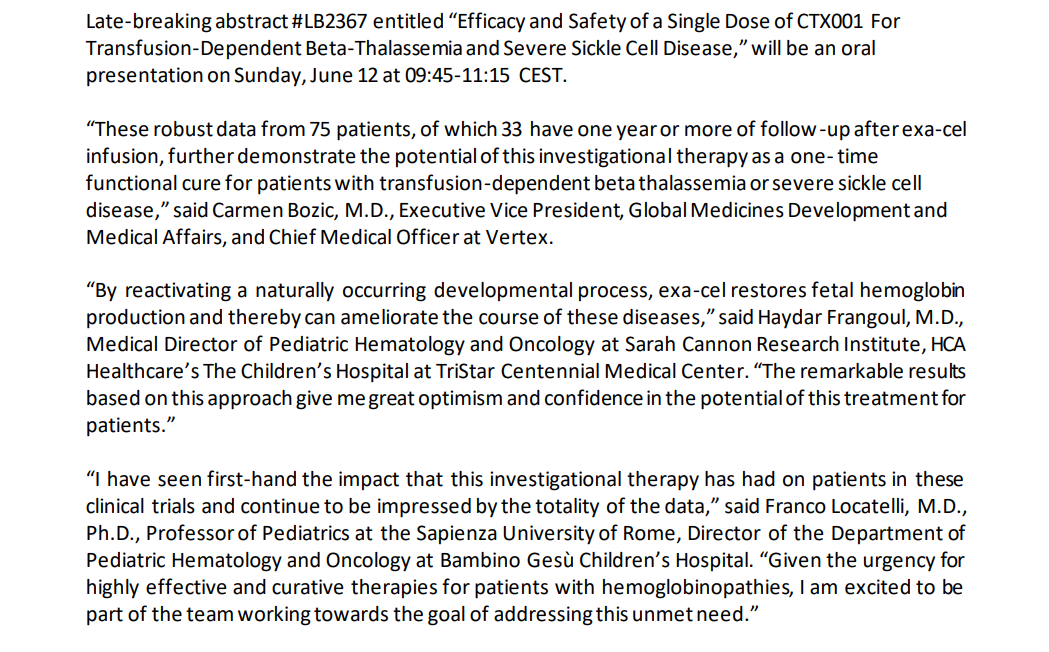 Late-breaking abstract #LB2367 entitled “Efficacy and Safety of a Single Dose of CTX001 For
Transfusion-Dependent Beta-Thalassemia and Severe Sickle Cell Disease,” will be an oral
presentation on Sunday, June 12 at 09:45-11:15 CEST.
“These robust data from 75 patients, of which 33 have one year or more of follow-up after exa-cel
infusion, further demonstrate the potential of this investigational therapy as a one- time
functional cure for patients with transfusion-dependent beta thalassemia or severe sickle cell
disease,” said Carmen Bozic, M.D., Executive Vice President, Global Medicines Development and
Medical Affairs, and Chief Medical Officer at Vertex.
“By reactivating a naturally occurring developmental process, exa-cel restores fetal hemoglobin
production and thereby can ameliorate the course of these diseases,” said Haydar Frangoul, M.D.,
Medical Director of Pediatric Hematology and Oncology at Sarah Cannon Research Institute, HCA
Healthcare’s The Children’s Hospital at TriStar Centennial Medical Center. “The remarkable results
based on this approach give me great optimism and confidence in the potential of this treatment for
patients.”
“I have seen first-hand the impact that this investigational therapy has had on patients in these
clinical trials and continue to be impressed by the totality of the data,” said Franco Locatelli, M.D.,
Ph.D., Professor of Pediatrics at the Sapienza University of Rome, Director of the Department of
Pediatric Hematology and Oncology at Bambino Gesù Children’s Hospital. “Given the urgency for
highly effective and curative therapies for patients with hemoglobinopathies, I am excited to be
part of the team working towards the goal of addressing this unmet need.”